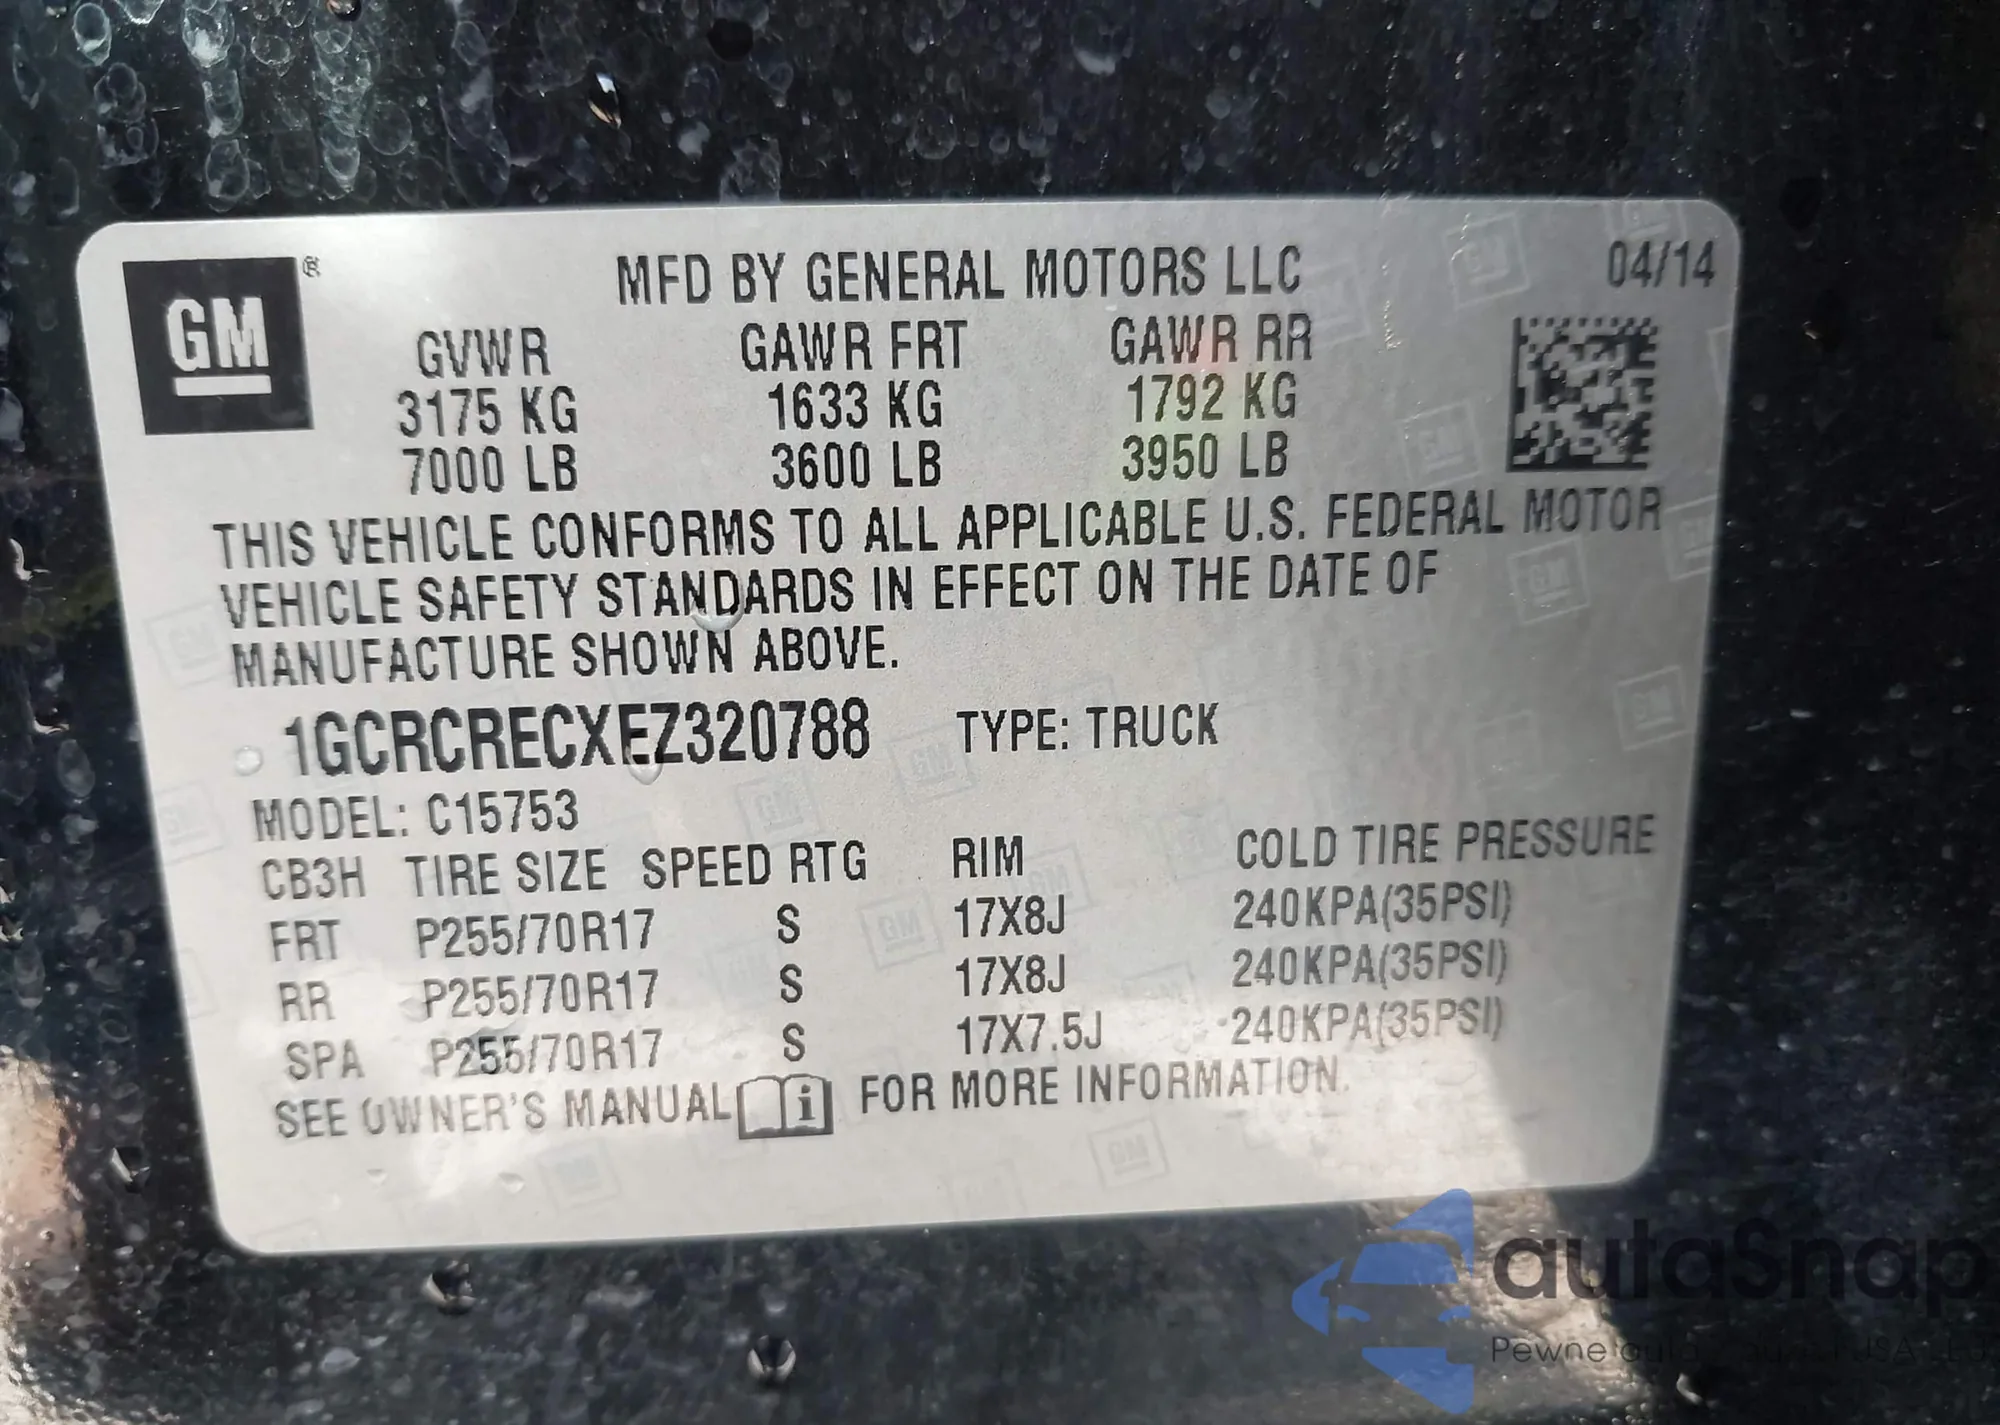 GM ®
MFD BY GENERAL MOTORS LLC 04/14
GVWR GAWR FRT GAWR RR
3175 KG 1633 KG 1792 KG
7000 LB 3600 LB 3950 LB
THIS VEHICLE CONFORMS TO ALL APPLICABLE U.S. FEDERAL MOTOR
VEHICLE SAFETY STANDARDS IN EFFECT ON THE DATE OF
MANUFACTURE SHOWN ABOVE.
1GCRCRECXEZ320788 TYPE: TRUCK
MODEL: C15753
CB3H TIRE SIZE SPEED RTG RIM COLD TIRE PRESSURE
FRT P255/70R17 S 17X8J 240KPA(35PSI)
RR P255/70R17 S 17X8J 240KPA(35PSI)
SPA P255/70R17 S 17X7.5J 240KPA(35PSI)
SEE OWNER'S MANUAL i FOR MORE INFORMATION.
autaSnap
Pewne auta USA